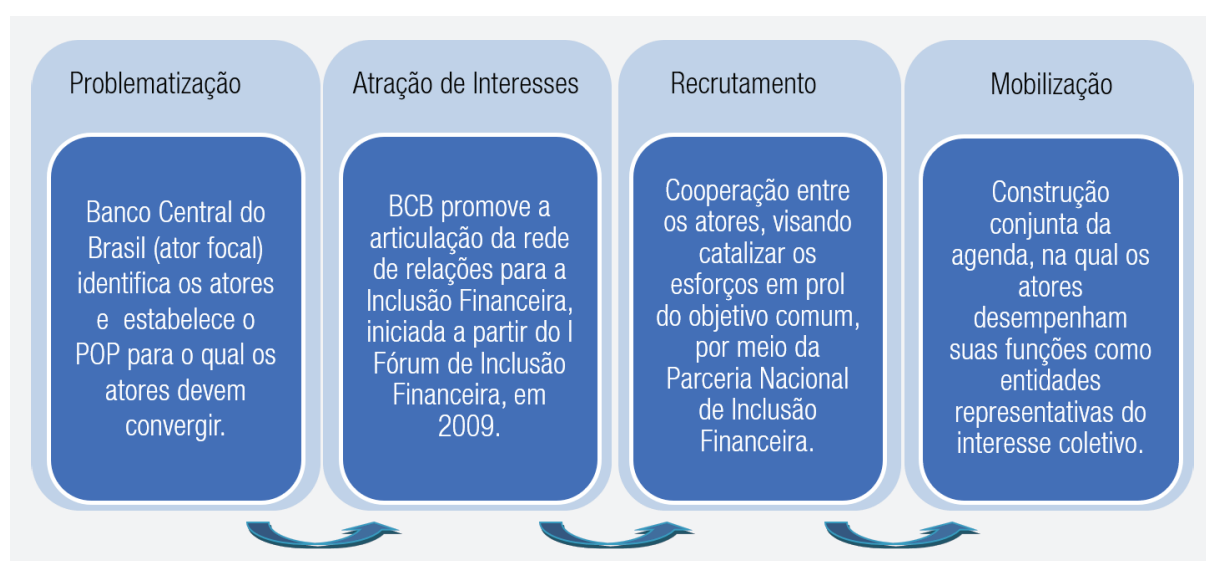 Problematização
Banco Central do
Brasil (ator focal)
identifica os atores
e estabelece o
POP para o qual os
atores devem
convergir.
Atração de Interesses
BCB promove a
articulação da rede
de relações para a
Inclusão Financeira,
iniciada a partir do I
Fórum de Inclusão
Financeira, em
2009.
Recrutamento
Cooperação entre
os atores, visando
catalizar os
esforços em prol
do objetivo comum,
por meio da
Parceria Nacional
de Inclusão
Financeira.
Mobilização
Construção
conjunta da
agenda, na qual os
atores
desempenham
suas funções como
entidades
representativas do
interesse coletivo.